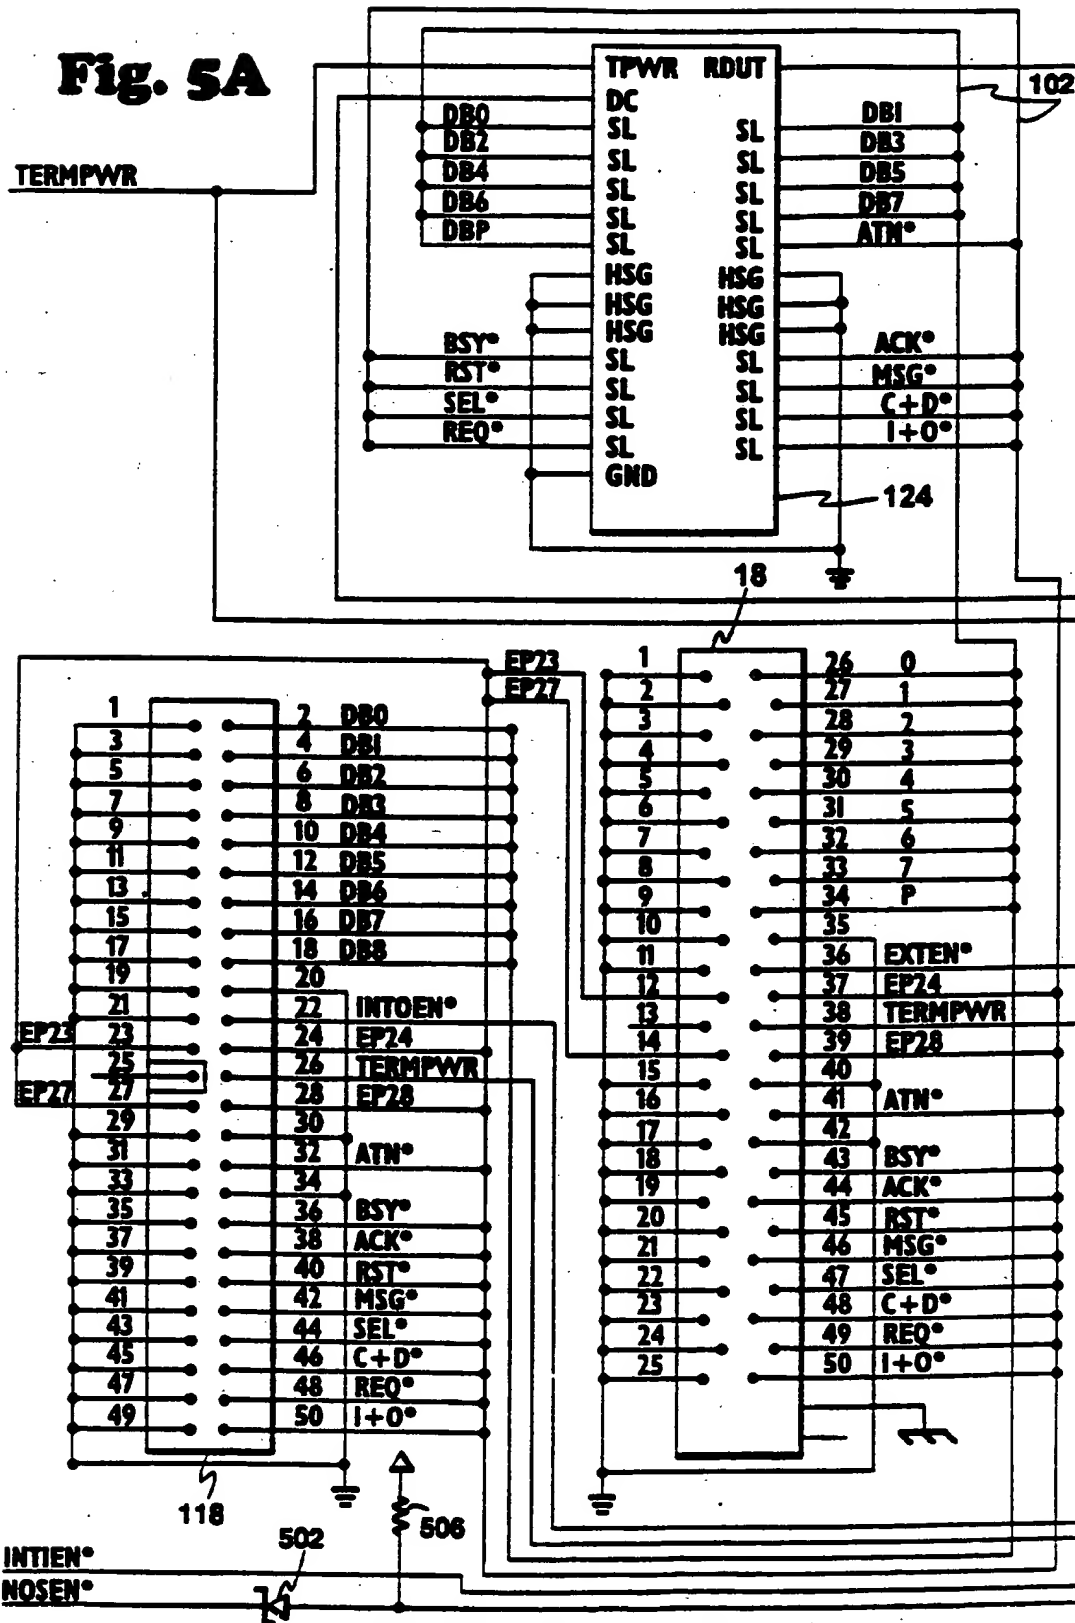 Fig. 5A
TPWR RDUT
102
DC
DB0 SL SL DB1
DB2 SL SL DB3
DB4 SL SL DB5
DB6 SL SL DB7
DBP SL SL ATN*
TERMPWR
HSG HSG
HSG HSG
HSG HSG
BSY* SL SL ACK*
RST* SL SL MSG*
SEL* SL SL C+D*
REQ* SL SL I+O*
GND
124
18
EP23
EP27
1 26 0
2 27 1
3 28 2
4 29 3
5 30 4
6 31 5
7 32 6
8 33 7
9 34 P
10 35
11 36 EXTEN*
12 37 EP24
13 38 TERMPWR
14 39 EP28
15 40
16 41 ATN*
17 42
18 43 BSY*
19 44 ACK*
20 45 RST*
21 46 MSG*
22 47 SEL*
23 48 C+D*
24 49 REQ*
25 50 I+O*
1 2 DB0
3 4 DB1
5 6 DB2
7 8 DB3
9 10 DB4
11 12 DB5
13 14 DB6
15 16 DB7
17 18 DB8
19 20
21 22 INTOEN*
EP23 23 24 EP24
25 26 TERMPWR
EP27 27 28 EP28
29 30
31 32 ATN*
33 34
35 36 BSY*
37 38 ACK*
39 40 RST*
41 42 MSG*
43 44 SEL*
45 46 C+D*
47 48 REQ*
49 50 I+O*
118
506
502
INTIEN*
NOSEN*